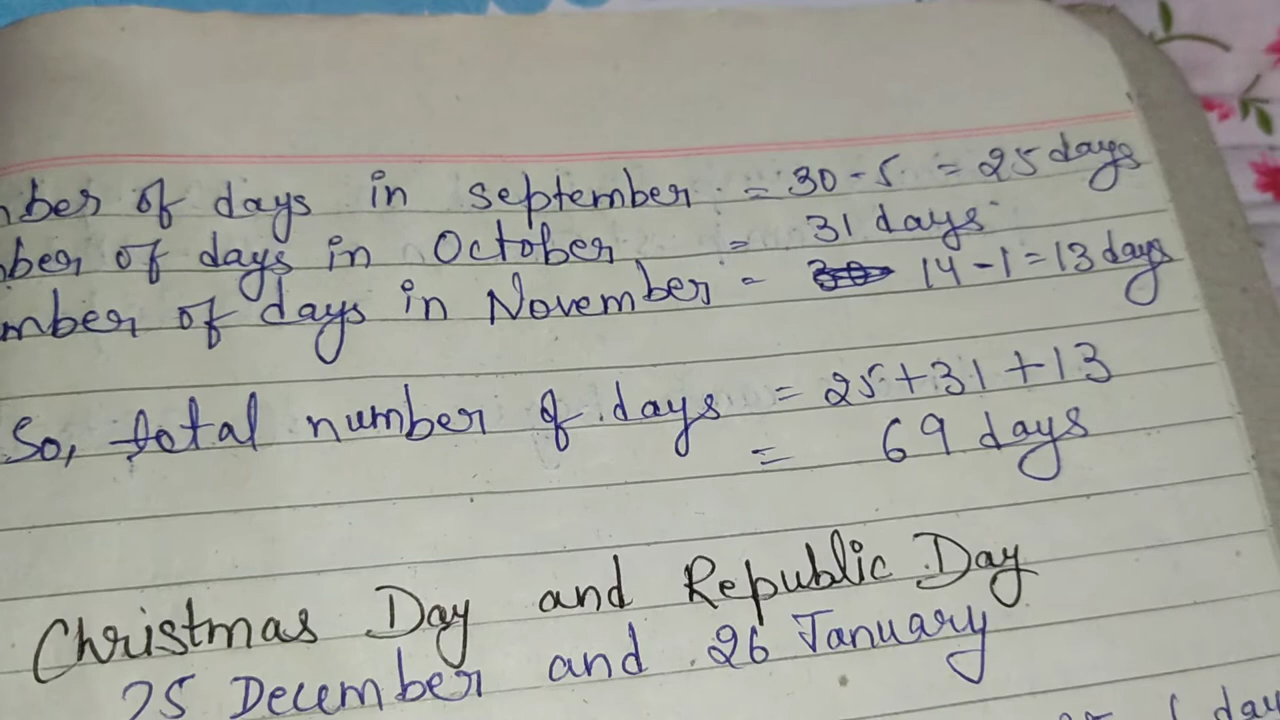 ber of days in september = 30 - 5 = 25 days
ber of days in October = 31 days
mber of days in November = 14 - 1 = 13 days
So, total number of days = 25 + 31 + 13
= 69 days
Christmas Day and Republic Day
25 December and 26 January
day